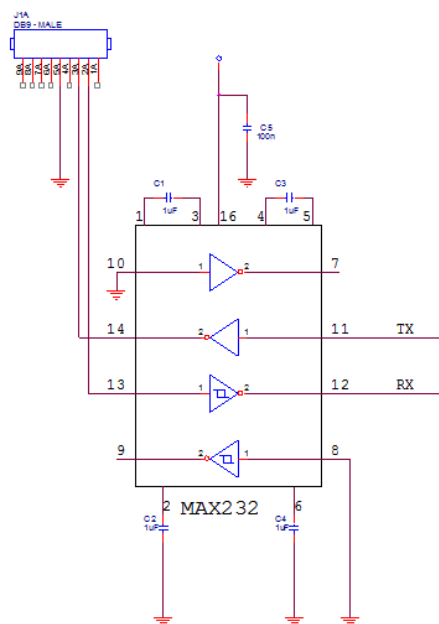 J1A
DB9 - MALE
9A 8A 7A 6A 5A 4A 3A 2A 1A
C5
100n
C1
1uF
C3
1uF
1 3 16 4 5
10 1 2 7
14 2 1 11 TX
13 1 2 12 RX
9 2 1 8
2 MAX232 6
C2
1uF
C4
1uF